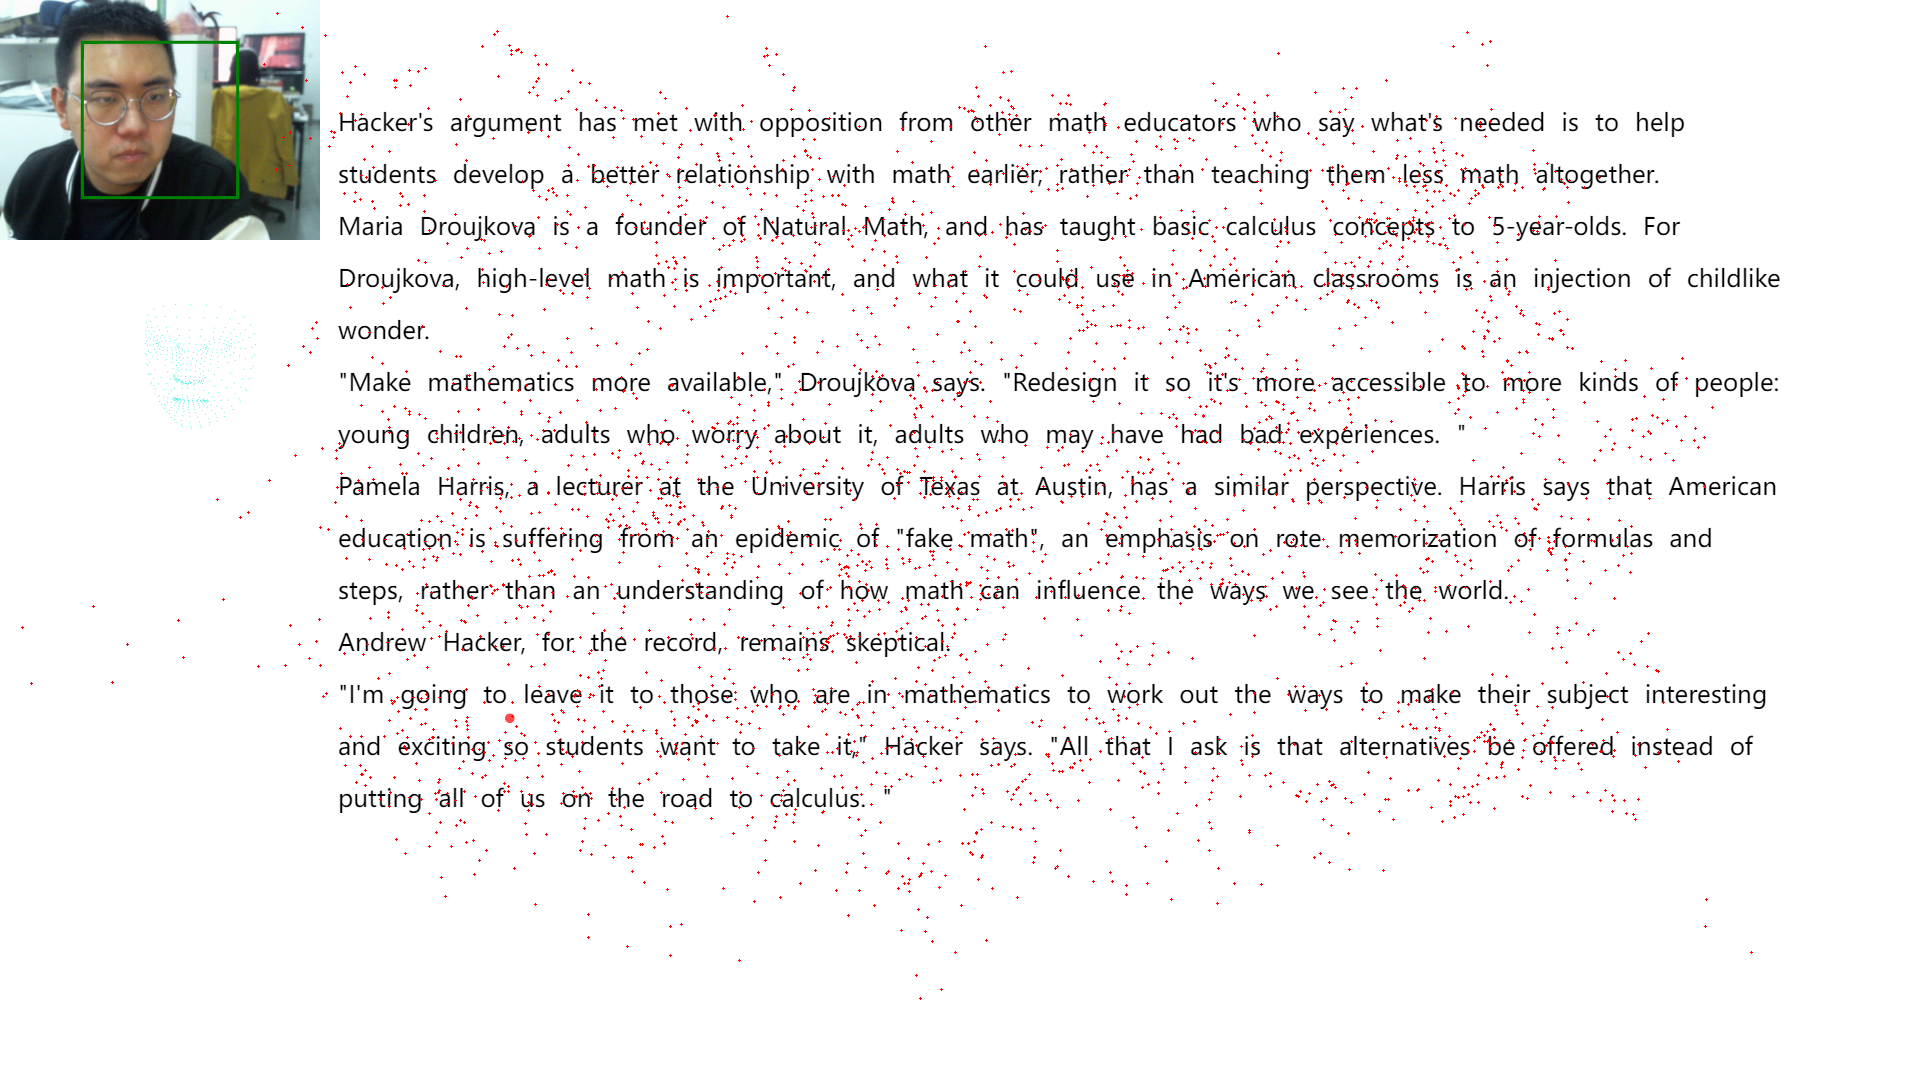 Hacker's argument has met with opposition from other math educators who say what's needed is to help
students develop a better relationship with math earlier, rather than teaching them less math altogether.
Maria Droujkova is a founder of Natural Math, and has taught basic calculus concepts to 5-year-olds. For
Droujkova, high-level math is important, and what it could use in American classrooms is an injection of childlike
wonder.
"Make mathematics more available," Droujkova says. "Redesign it so it's more accessible to more kinds of people:
young children, adults who worry about it, adults who may have had bad experiences. "
Pamela Harris, a lecturer at the University of Texas at Austin, has a similar perspective. Harris says that American
education is suffering from an epidemic of "fake math", an emphasis on rote memorization of formulas and
steps, rather than an understanding of how math can influence the ways we see the world.
Andrew Hacker, for the record, remains skeptical.
"I'm going to leave it to those who are in mathematics to work out the ways to make their subject interesting
and exciting so students want to take it," Hacker says. "All that I ask is that alternatives be offered instead of
putting all of us on the road to calculus. "